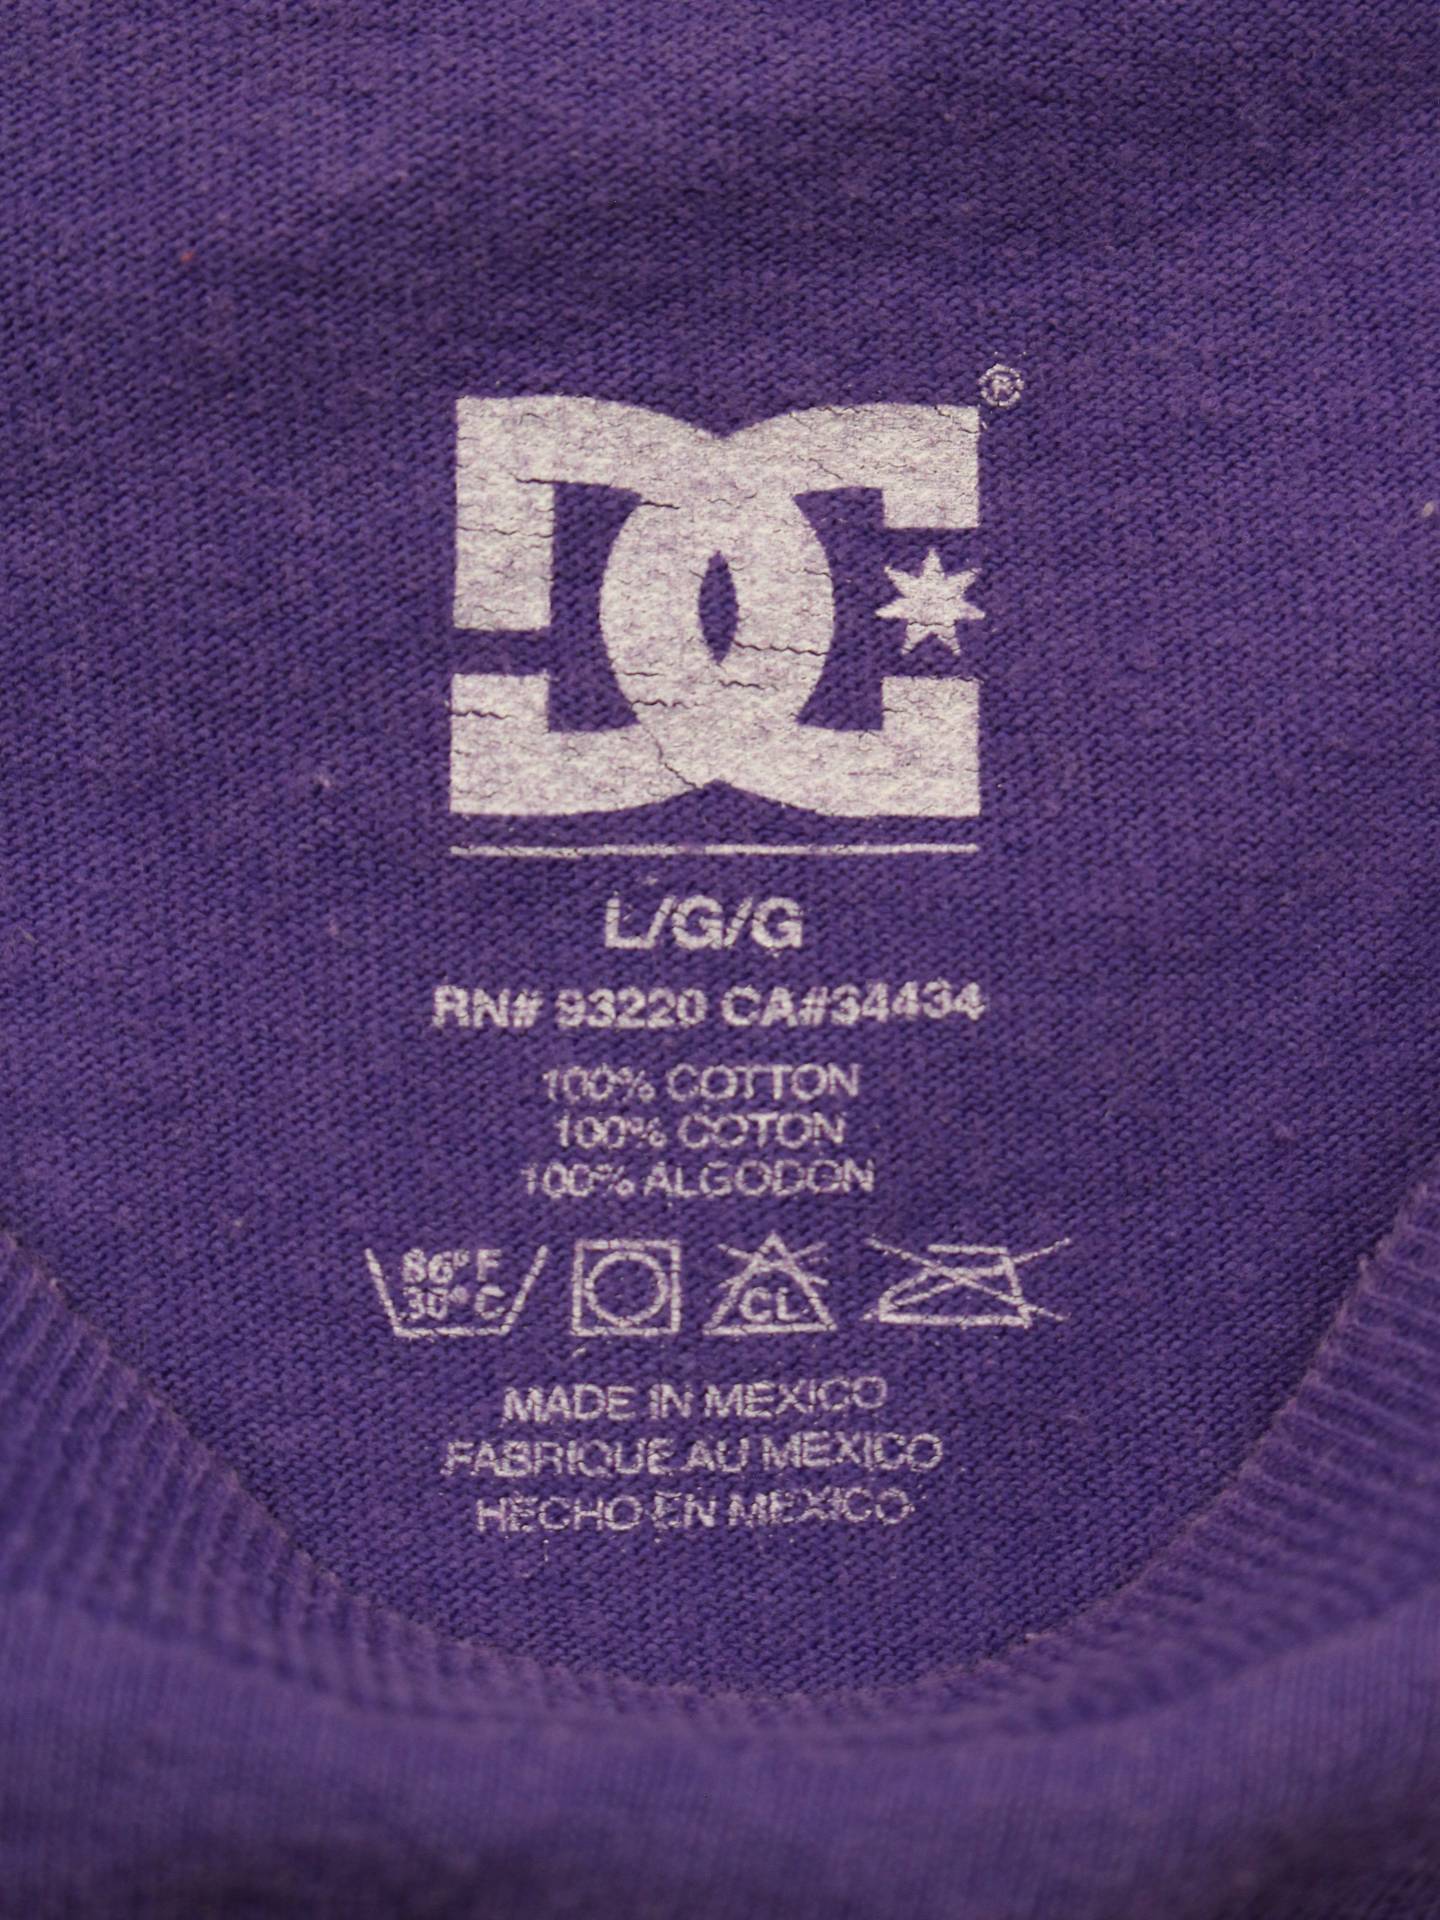 DC®
L/G/G
RN# 93220 CA#34434
100% COTTON
100% COTON
100% ALGODON
86°F
30°C
CL
MADE IN MEXICO
FABRIQUE AU MEXICO
HECHO EN MEXICO